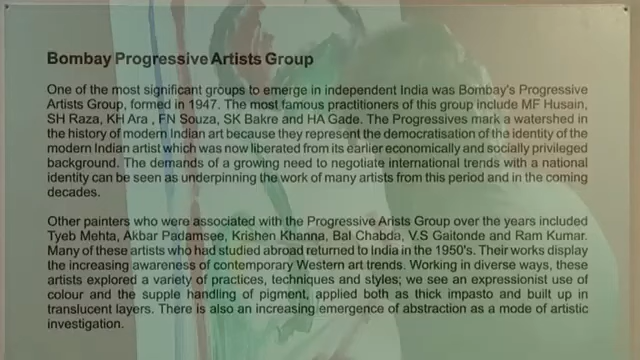 Bombay Progressive Artists Group
One of the most significant groups to emerge in independent India was Bombay's Progressive
Artists Group, formed in 1947. The most famous practitioners of this group include MF Husain,
SH Raza, KH Ara , FN Souza, SK Bakre and HA Gade. The Progressives mark a watershed in
the history of modern Indian art because they represent the democratisation of the identity of the
modern Indian artist which was now liberated from its earlier economically and socially privileged
background. The demands of a growing need to negotiate international trends with a national
identity can be seen as underpinning the work of many artists from this period and in the coming
decades.
Other painters who were associated with the Progressive Arists Group over the years included
Tyeb Mehta, Akbar Padamsee, Krishen Khanna, Bal Chabda, V.S Gaitonde and Ram Kumar.
Many of these artists who had studied abroad returned to India in the 1950's. Their works display
the increasing awareness of contemporary Western art trends. Working in diverse ways, these
artists explored a variety of practices, techniques and styles; we see an expressionist use of
colour and the supple handling of pigment, applied both as thick impasto and built up in
translucent layers. There is also an increasing emergence of abstraction as a mode of artistic
investigation.